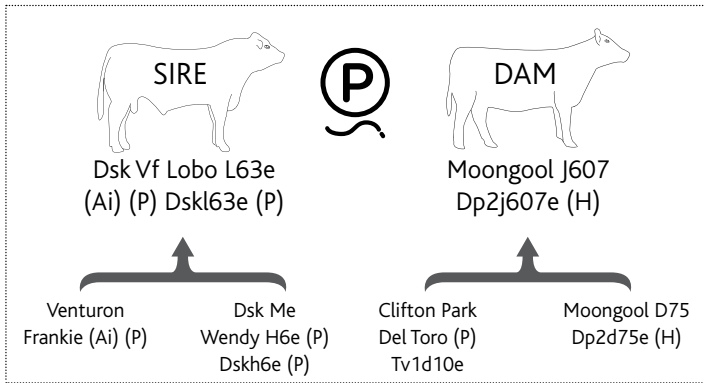 SIRE
P
DAM
Dsk Vf Lobo L63e
(Ai) (P) Dskl63e (P)
Moongool J607
Dp2j607e (H)
Venturon
Frankie (Ai) (P)
Dsk Me
Wendy H6e (P)
Dskh6e (P)
Clifton Park
Del Toro (P)
Tv1d10e
Moongool D75
Dp2d75e (H)